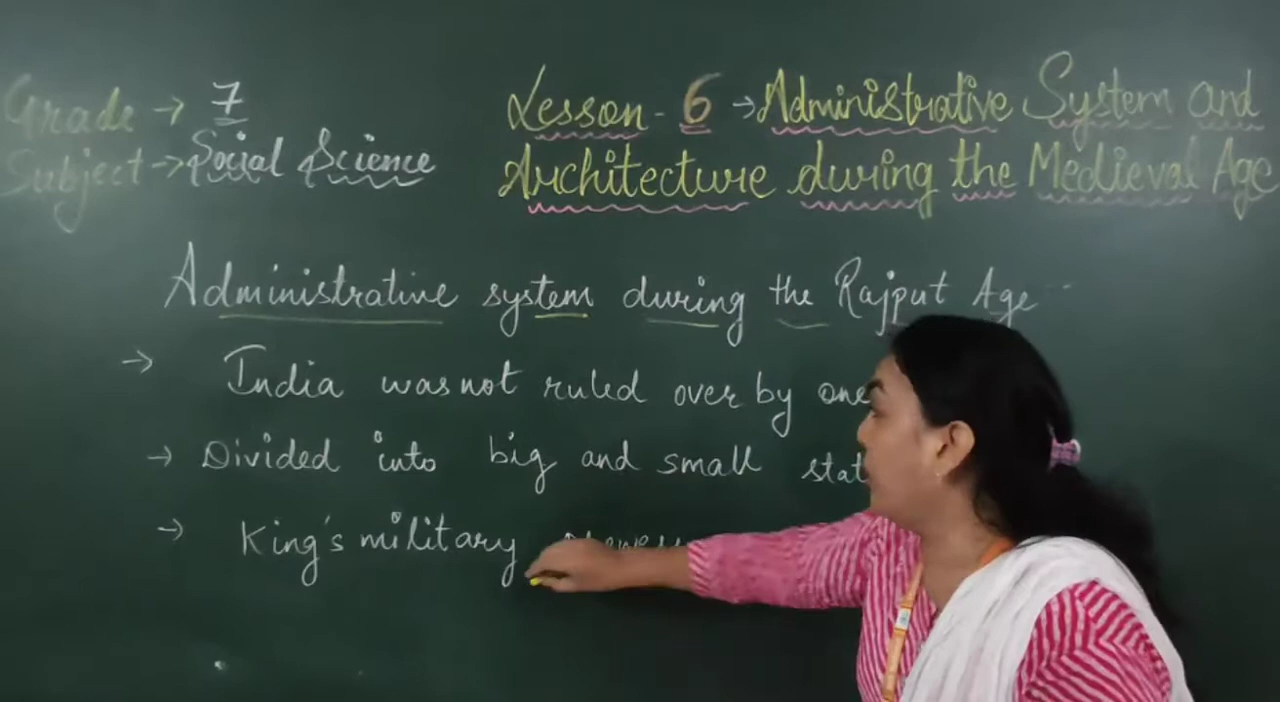 Grade → 7
Subject → Social Science
Lesson - 6 → Administrative System and
Architecture during the Medieval Age
Administrative system during the Rajput Age
→ India was not ruled over by one
→ Divided into big and small stat
→ King's military